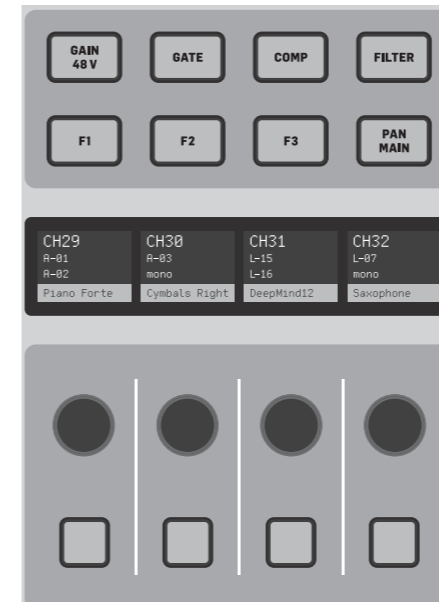 GAIN
48 V
GATE
COMP
FILTER
F1
F2
F3
PAN
MAIN
CH29
A-01
A-02
Piano Forte
CH30
A-03
mono
Cymbals Right
CH31
L-15
L-16
DeepMind12
CH32
L-07
mono
Saxophone